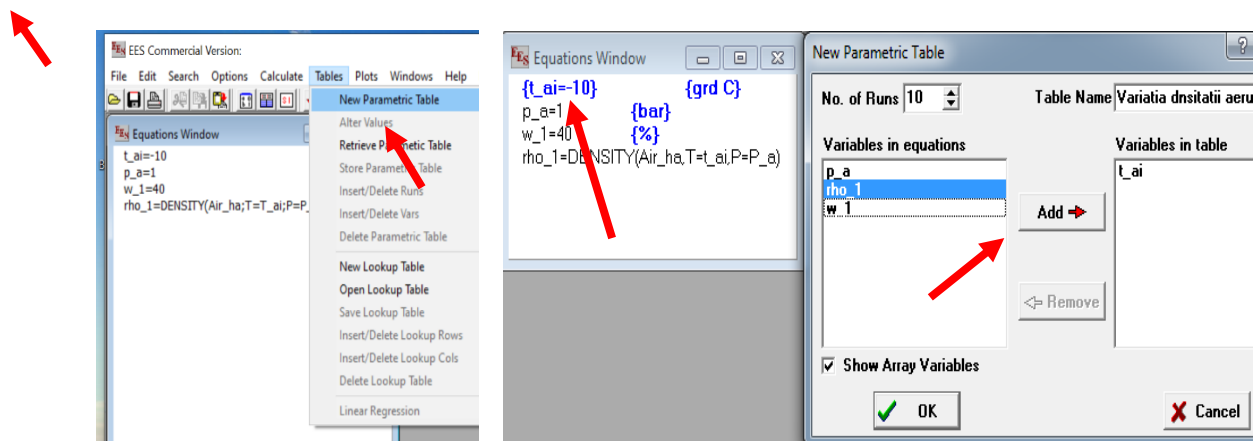 EES Commercial Version:
File Edit Search Options Calculate Tables Plots Windows Help
New Parametric Table
Alter Values
Retrieve Parametric Table
Store Parametric Table
Insert/Delete Runs
Insert/Delete Vars
Delete Parametric Table
New Lookup Table
Open Lookup Table
Save Lookup Table
Insert/Delete Lookup Rows
Insert/Delete Lookup Cols
Delete Lookup Table
Linear Regression
Equations Window
t_ai=-10
p_a=1
w_1=40
rho_1=DENSITY(Air_ha;T=T_ai;P=P_
Equations Window
{t_ai=-10} {grd C}
p_a=1 {bar}
w_1=40 {%}
rho_1=DENSITY(Air_ha,T=t_ai,P=P_a)
New Parametric Table
?
No. of Runs 10
Table Name Variatia dnsitatii aeru
Variables in equations
p_a
rho_1
w_1
Variables in table
t_ai
Add
Remove
Show Array Variables
OK
Cancel